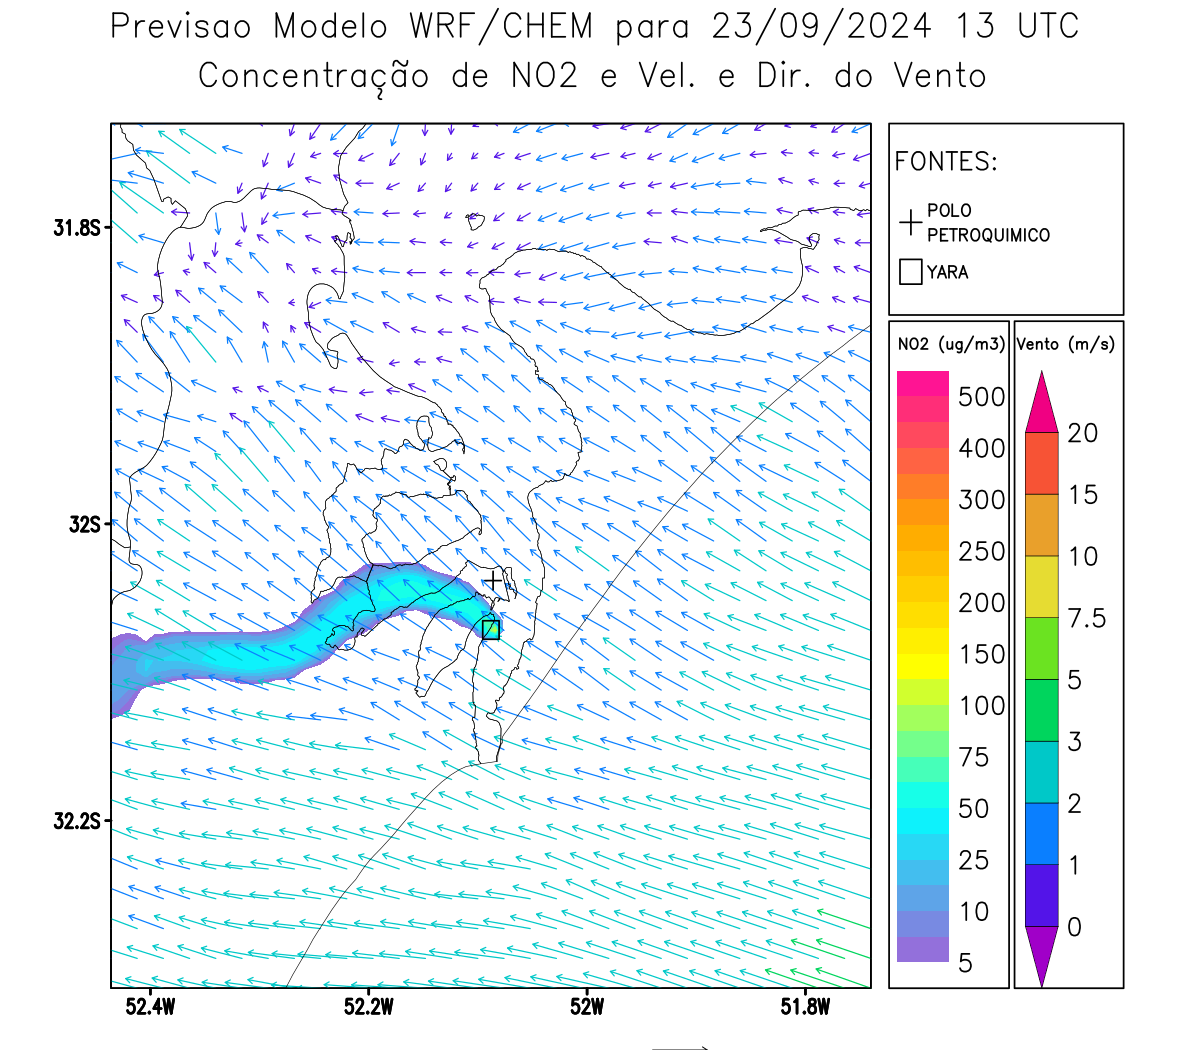 Previsao Modelo WRF/CHEM para 23/09/2024 13 UTC
Concentração de NO2 e Vel. e Dir. do Vento
FONTES:
POLO
PETROQUIMICO
YARA
NO2 (ug/m3)
500
400
300
250
200
150
100
75
50
25
10
5
Vento (m/s)
20
15
10
7.5
5
3
2
1
0
31.8S
32S
32.2S
52.4W
52.2W
52W
51.8W